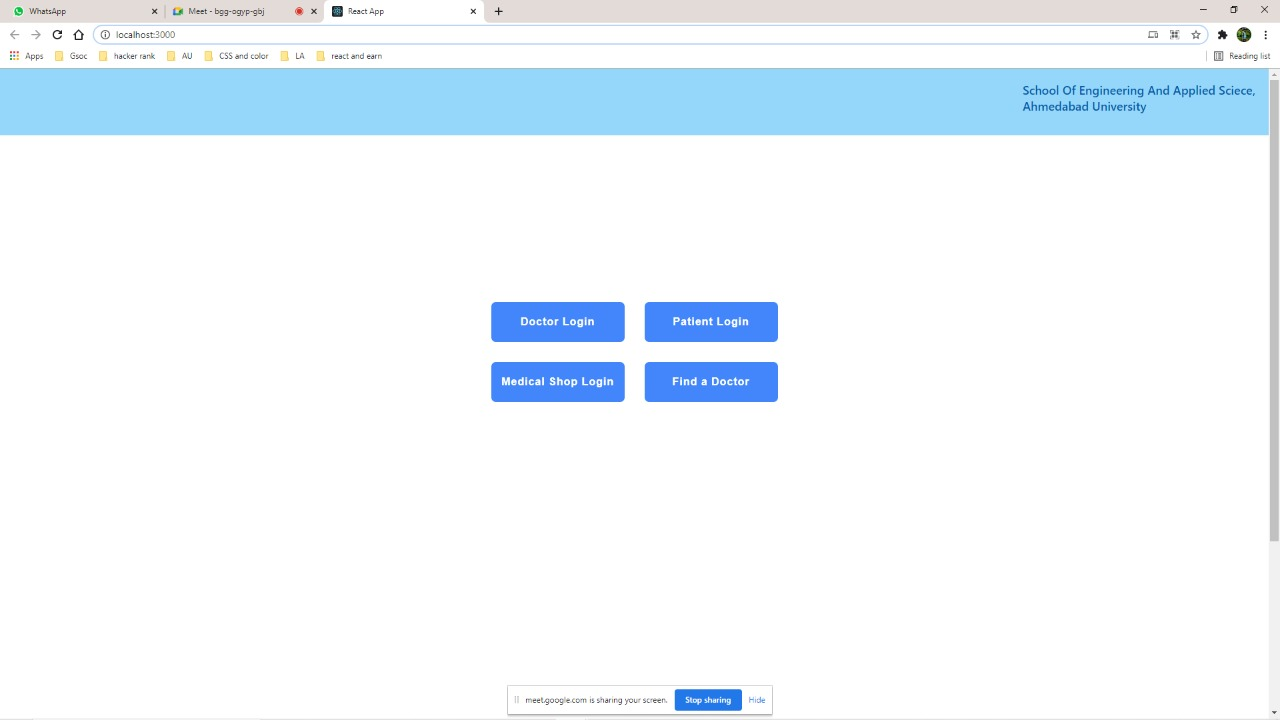 WhatsApp
Meet - bgg-ogyp-gbj
React App
localhost:3000
Apps
Gsoc
hacker rank
AU
CSS and color
LA
react and earn
Reading list
School Of Engineering And Applied Sciece,
Ahmedabad University
Doctor Login
Patient Login
Medical Shop Login
Find a Doctor
meet.google.com is sharing your screen.
Stop sharing
Hide